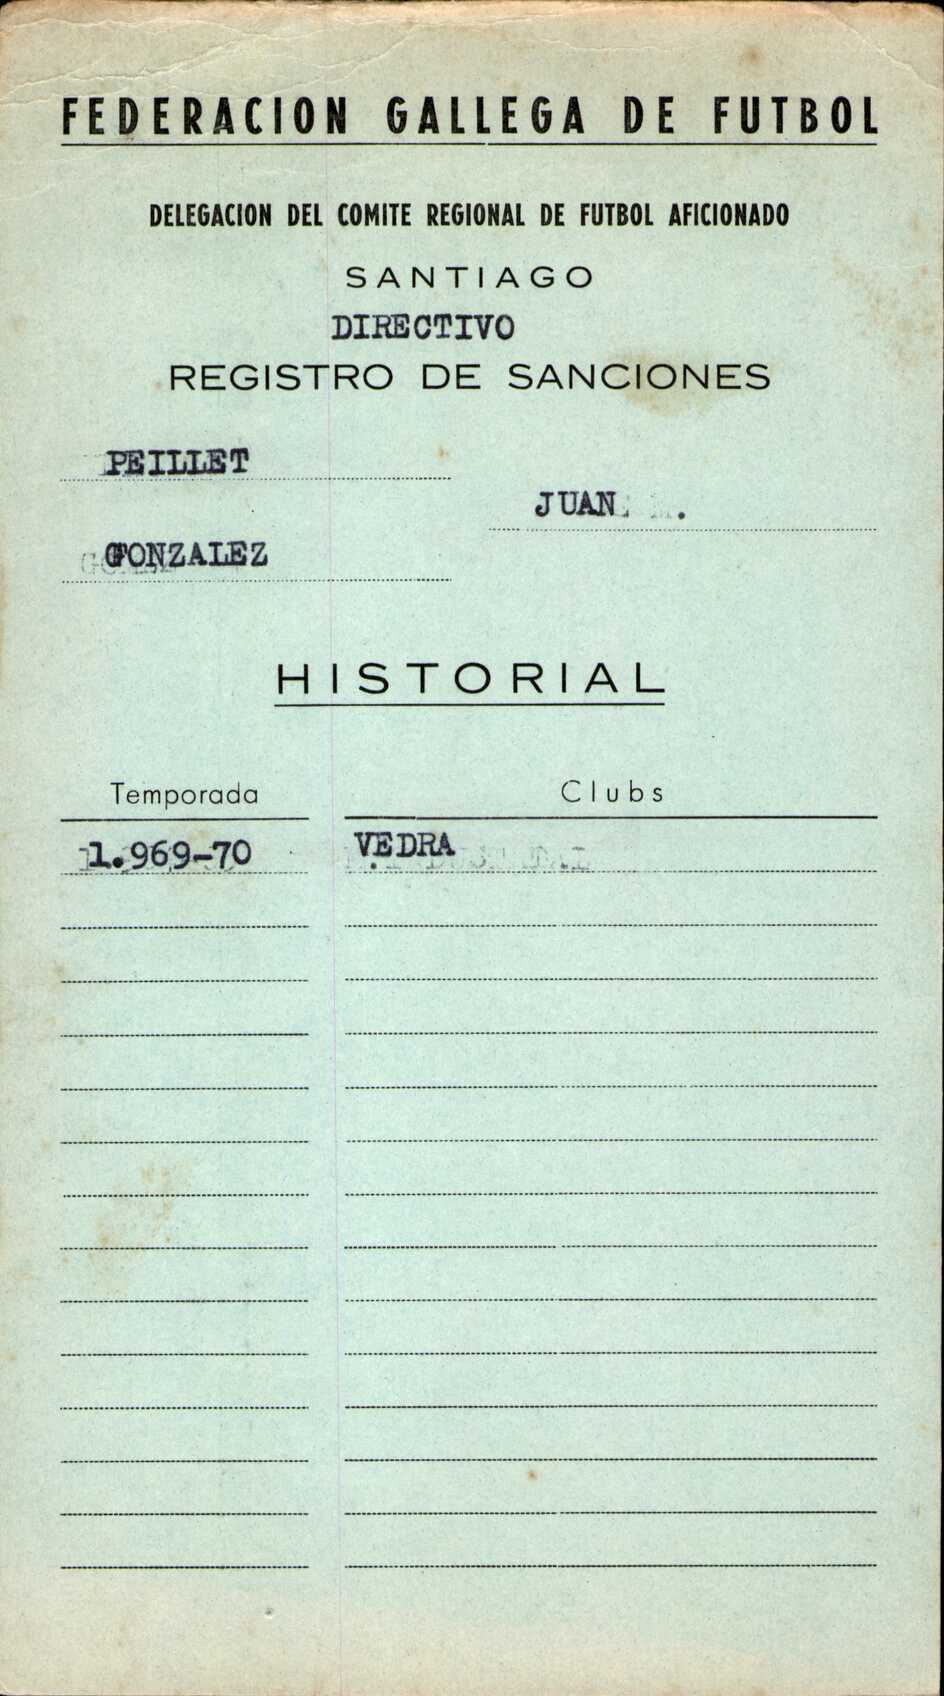 FEDERACION GALLEGA DE FUTBOL
DELEGACION DEL COMITE REGIONAL DE FUTBOL AFICIONADO
SANTIAGO
DIRECTIVO
REGISTRO DE SANCIONES
PEILLET
JUAN .
GONZALEZ
HISTORIAL
Temporada Clubs
1.969-70 VEDRA